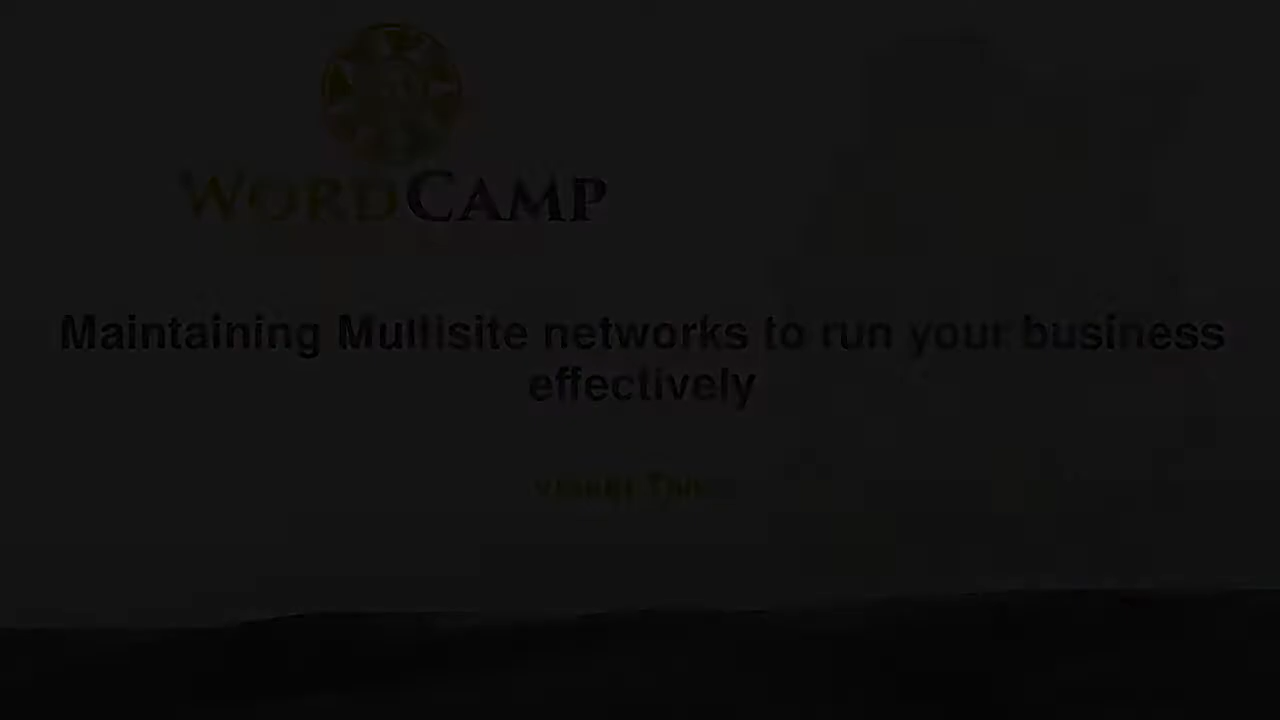 WORDCAMP
Maintaining Multisite networks to run your business
effectively